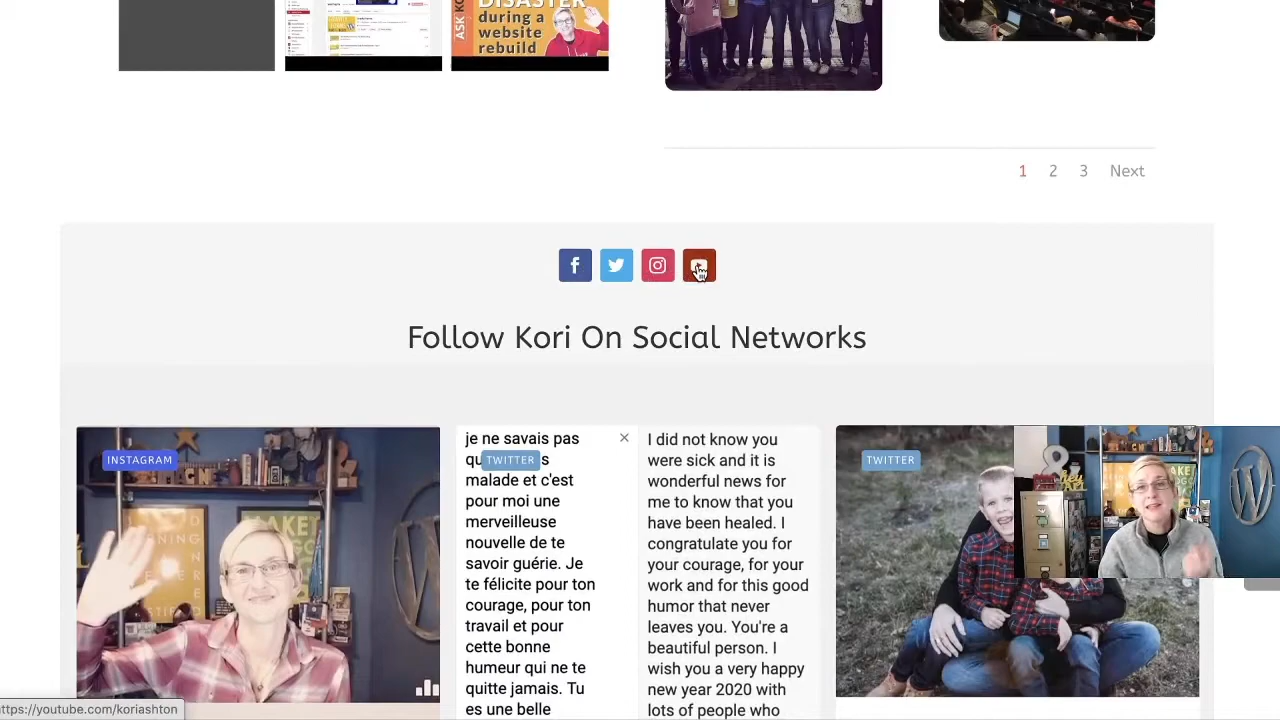 DISASTER
during a
website
rebuild
ASK KO
1 2 3 Next
Follow Kori On Social Networks
INSTAGRAM
je ne savais pas
qu
s
malade et c'est
pour moi une
merveilleuse
nouvelle de te
savoir guérie. Je
te félicite pour ton
courage, pour ton
travail et pour
cette bonne
humeur qui ne te
quitte jamais. Tu
es une belle
TWITTER
I did not know you
were sick and it is
wonderful news for
me to know that you
have been healed. I
congratulate you for
your courage, for your
work and for this good
humor that never
leaves you. You're a
beautiful person. I
wish you a very happy
new year 2020 with
lots of people who
TWITTER
ttps://youtube.com/koriashton